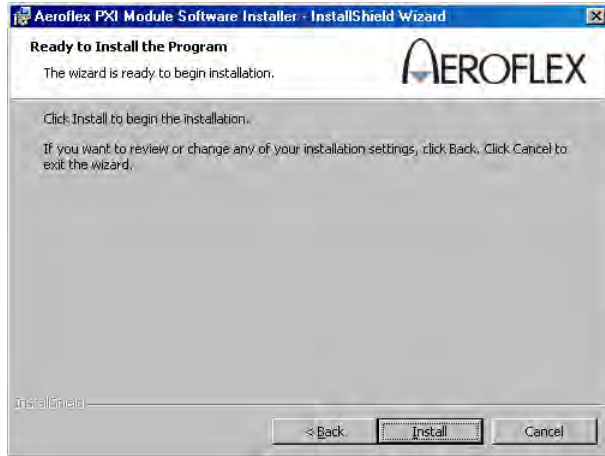 Aeroflex PXI Module Software Installer - InstallShield Wizard
Ready to Install the Program
The wizard is ready to begin installation.
AEROFLEX
Click Install to begin the installation.
If you want to review or change any of your installation settings, click Back. Click Cancel to
exit the wizard.
InstallShield
< Back
Install
Cancel